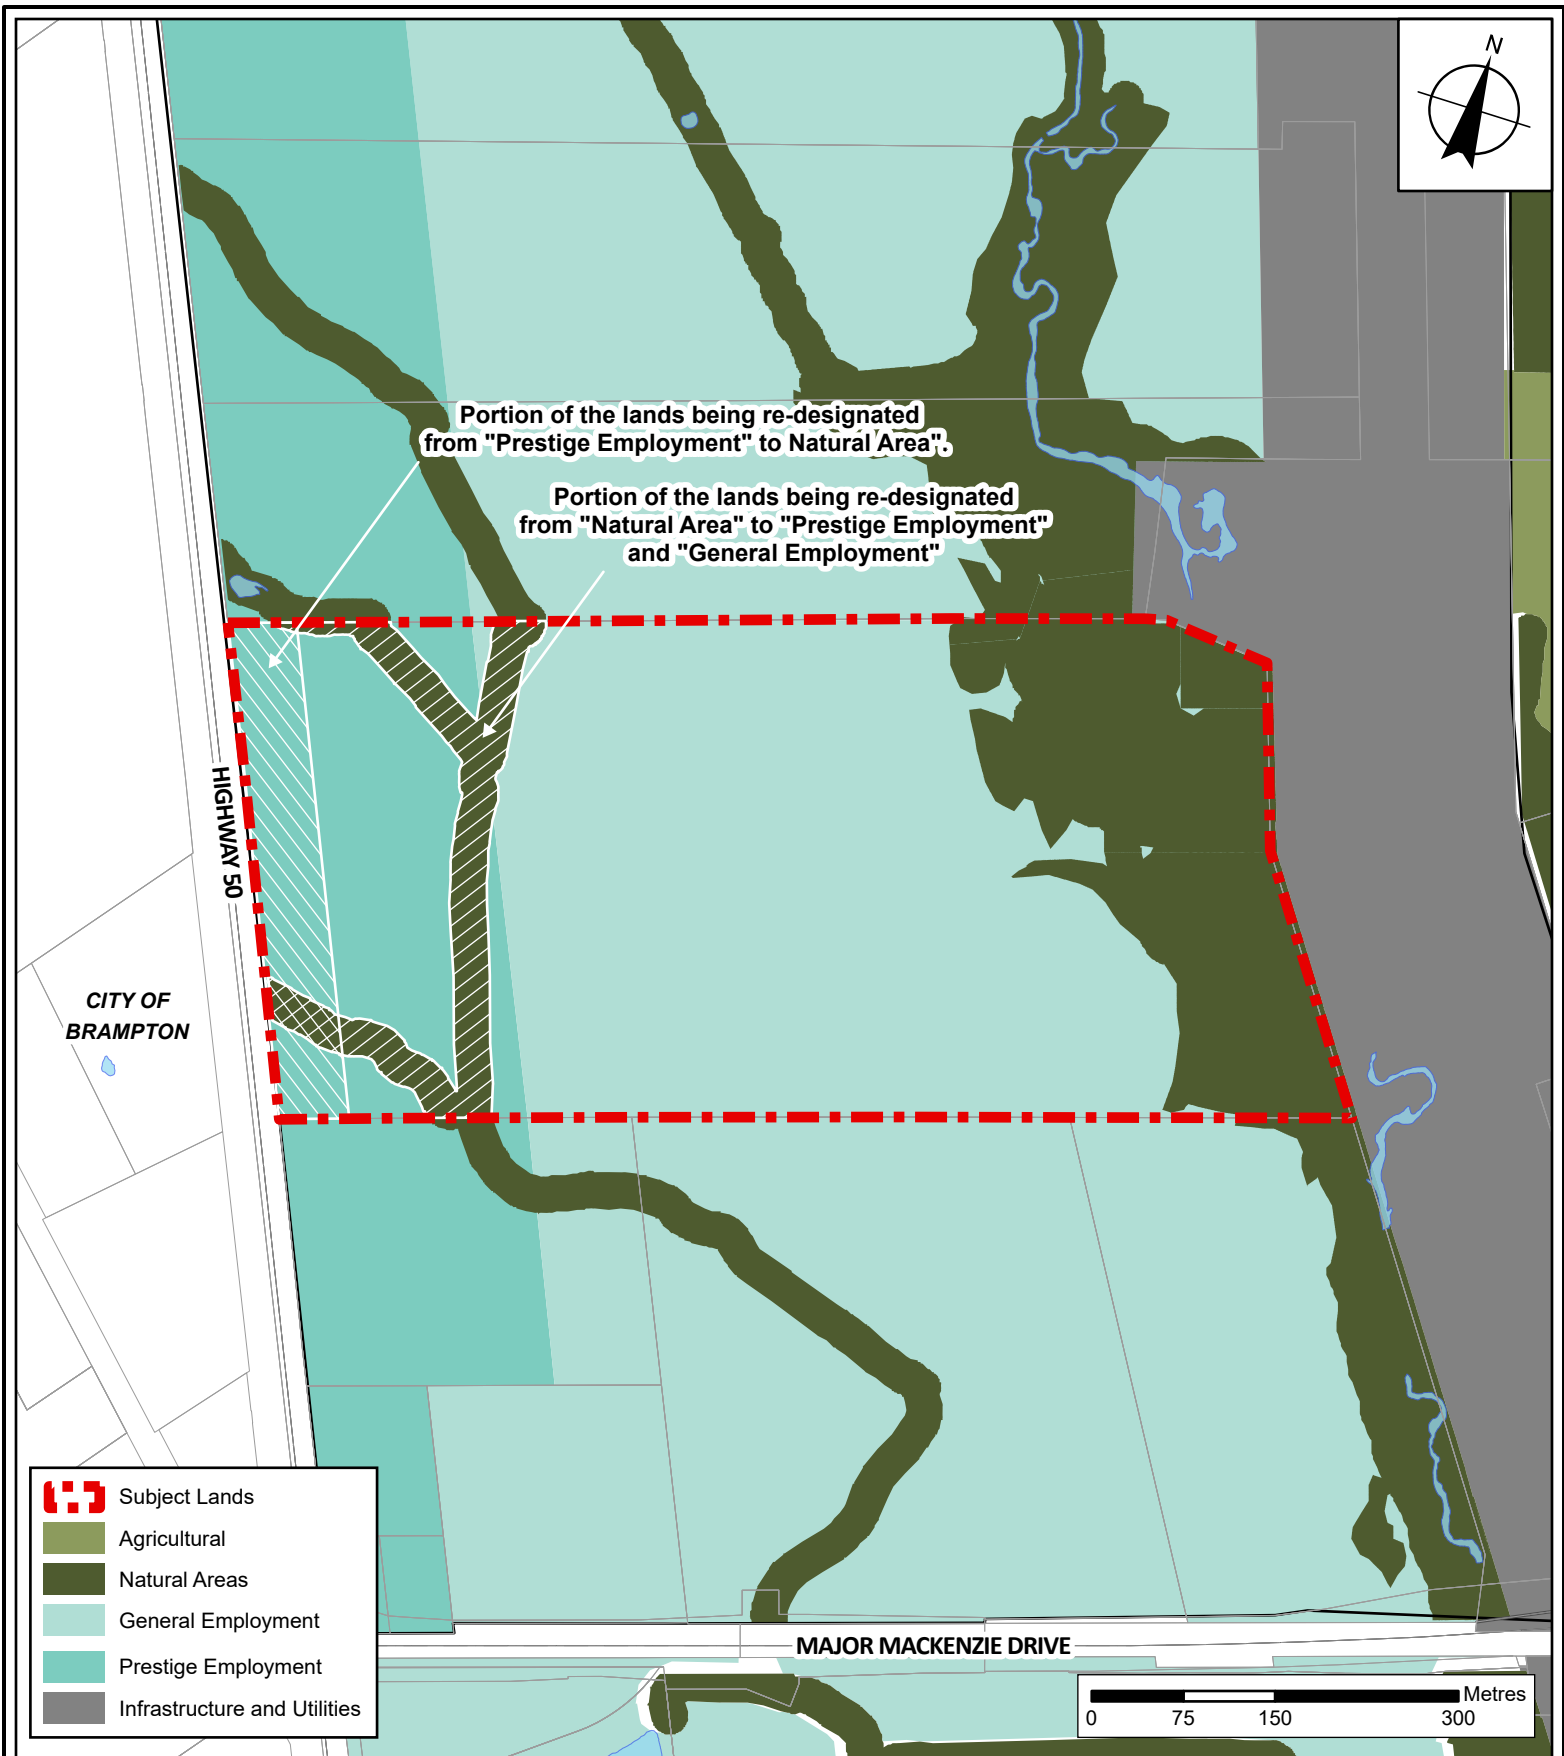 N
Portion of the lands being re-designated
from "Prestige Employment" to Natural Area".
Portion of the lands being re-designated
from "Natural Area" to "Prestige Employment"
and "General Employment"
HIGHWAY 50
CITY OF
BRAMPTON
Subject Lands
Agricultural
Natural Areas
General Employment
Prestige Employment
Infrastructure and Utilities
MAJOR MACKENZIE DRIVE
Metres
0 75 150 300